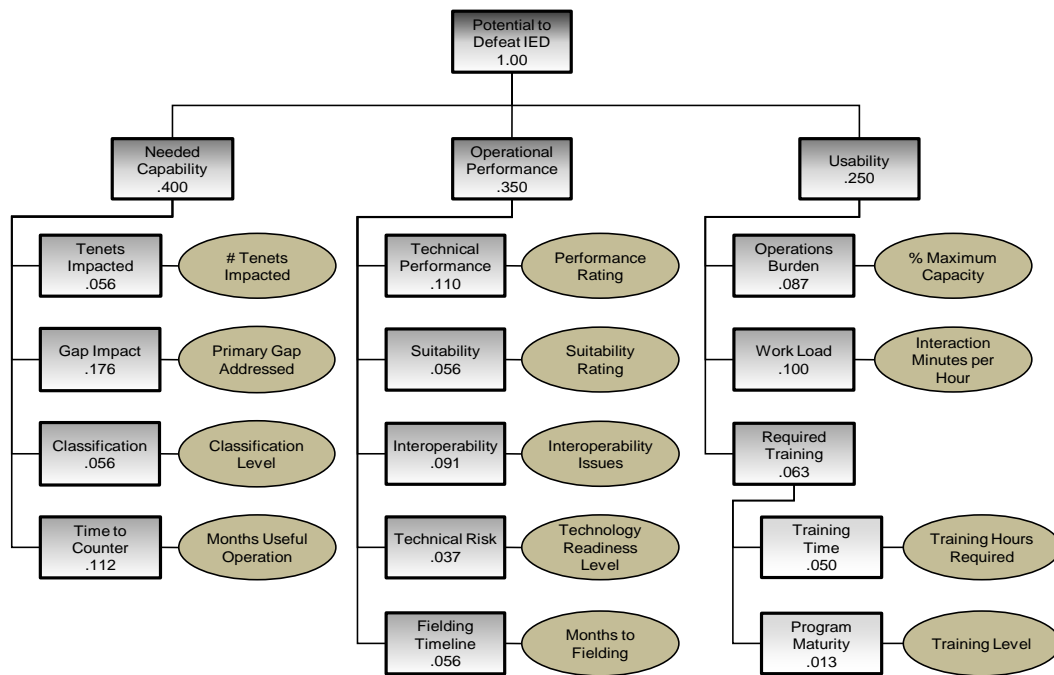 Potential to
Defeat IED
1.00
Needed
Capability
.400
Operational
Performance
.350
Usability
.250
Tenets
Impacted
.056
# Tenets
Impacted
Technical
Performance
.110
Performance
Rating
Operations
Burden
.087
% Maximum
Capacity
Gap Impact
.176
Primary Gap
Addressed
Suitability
.056
Suitability
Rating
Work Load
.100
Interaction
Minutes per
Hour
Classification
.056
Classification
Level
Interoperability
.091
Interoperability
Issues
Required
Training
.063
Time to
Counter
.112
Months Useful
Operation
Technical Risk
.037
Technology
Readiness
Level
Training
Time
.050
Training Hours
Required
Fielding
Timeline
.056
Months to
Fielding
Program
Maturity
.013
Training Level